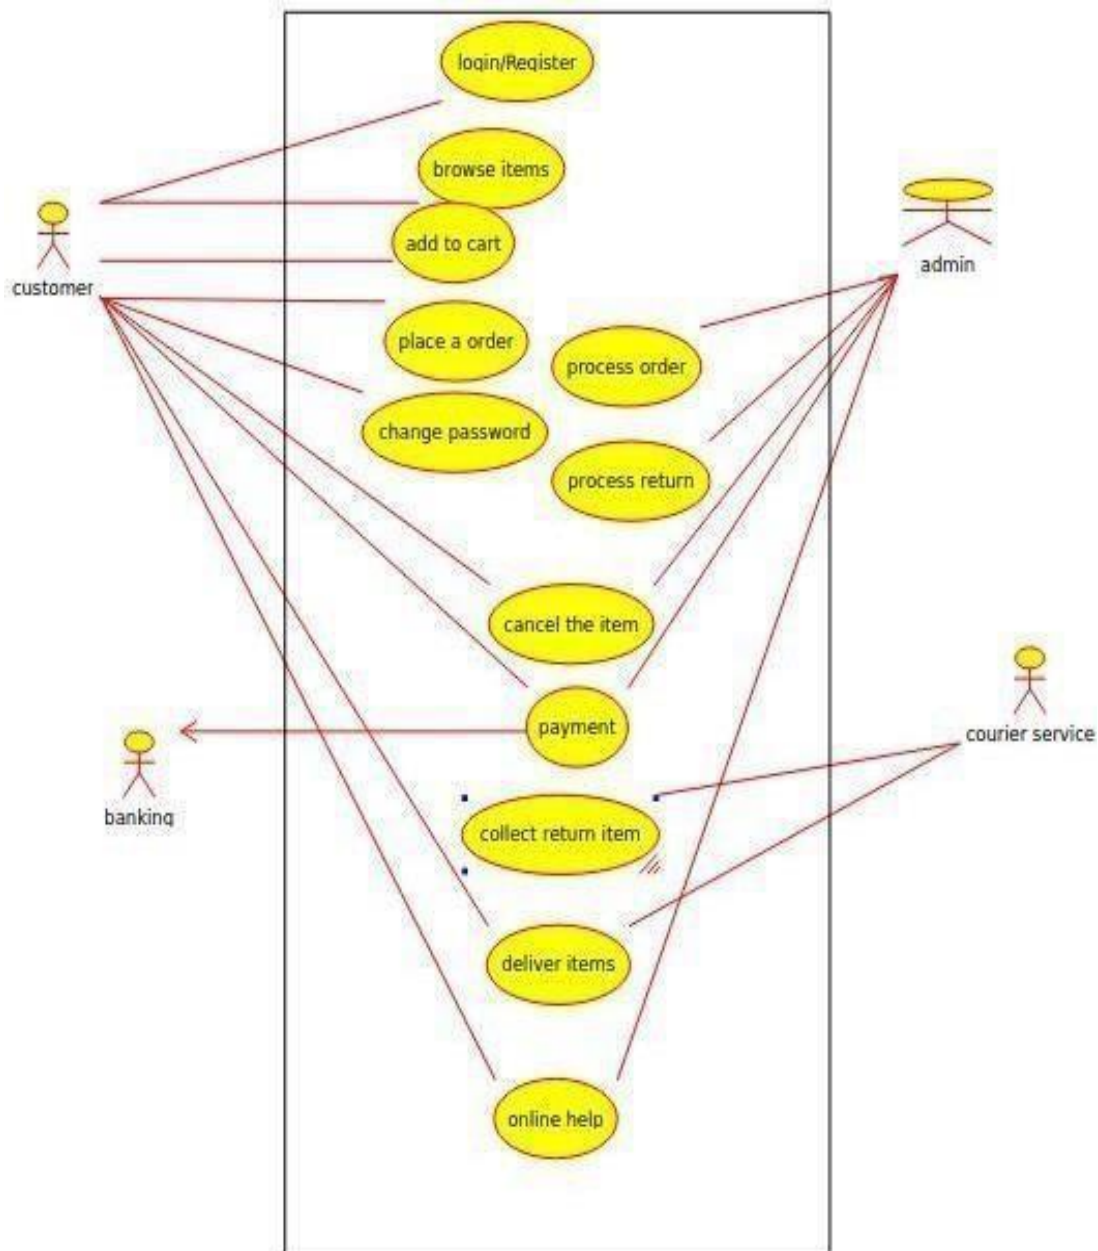 login/Register
browse items
add to cart
customer
admin
place a order
process order
change password
process return
cancel the item
payment
courier service
banking
collect return item
deliver items
online help